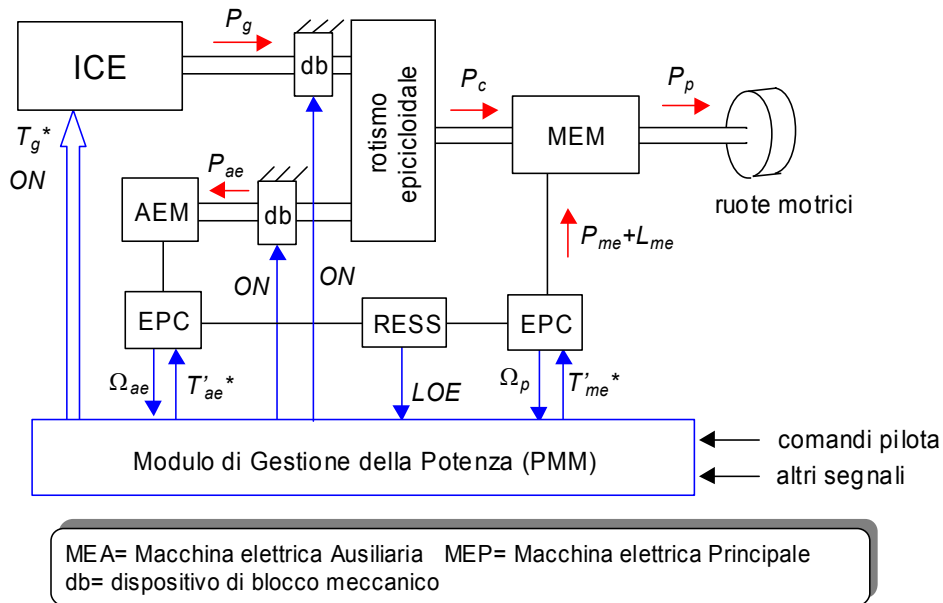 P_g
ICE
db
P_c
P_p
rotismo
epicicloidale
MEM
T_g*
ON
P_ae
AEM
db
ruote motrici
P_me+L_me
ON
ON
EPC
RESS
EPC
Ω_ae
T'_ae*
LOE
Ω_p
T'_me*
Modulo di Gestione della Potenza (PMM)
comandi pilota
altri segnali
MEA= Macchina elettrica Ausiliaria MEP= Macchina elettrica Principale
db= dispositivo di blocco meccanico